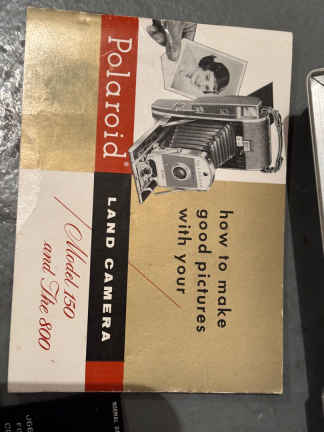 how to make
good pictures
with your
Polaroid®
LAND CAMERA
Model 150
and The 800